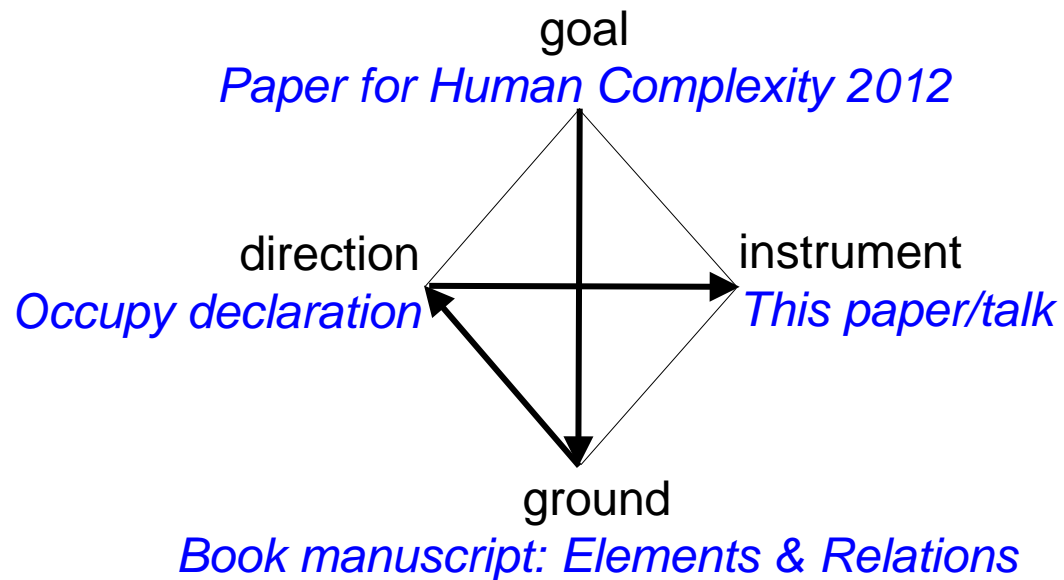 goal
Paper for Human Complexity 2012
direction
Occupy declaration
instrument
This paper/talk
ground
Book manuscript: Elements & Relations